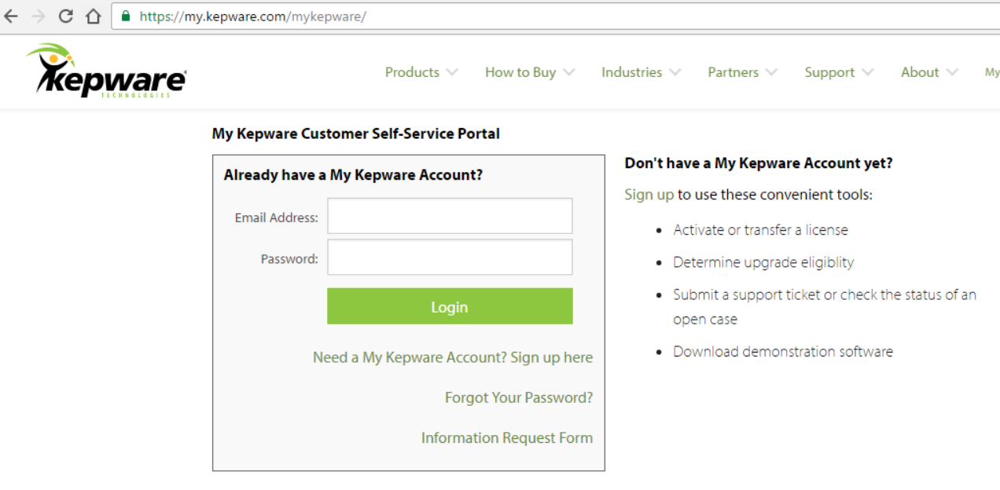 https://my.kepware.com/mykepware/
kepware
TECHNOLOGIES
Products How to Buy Industries Partners Support About My
My Kepware Customer Self-Service Portal
Already have a My Kepware Account?
Email Address:
Password:
Login
Need a My Kepware Account? Sign up here
Forgot Your Password?
Information Request Form
Don't have a My Kepware Account yet?
Sign up to use these convenient tools:
• Activate or transfer a license
• Determine upgrade eligiblity
• Submit a support ticket or check the status of an
open case
• Download demonstration software